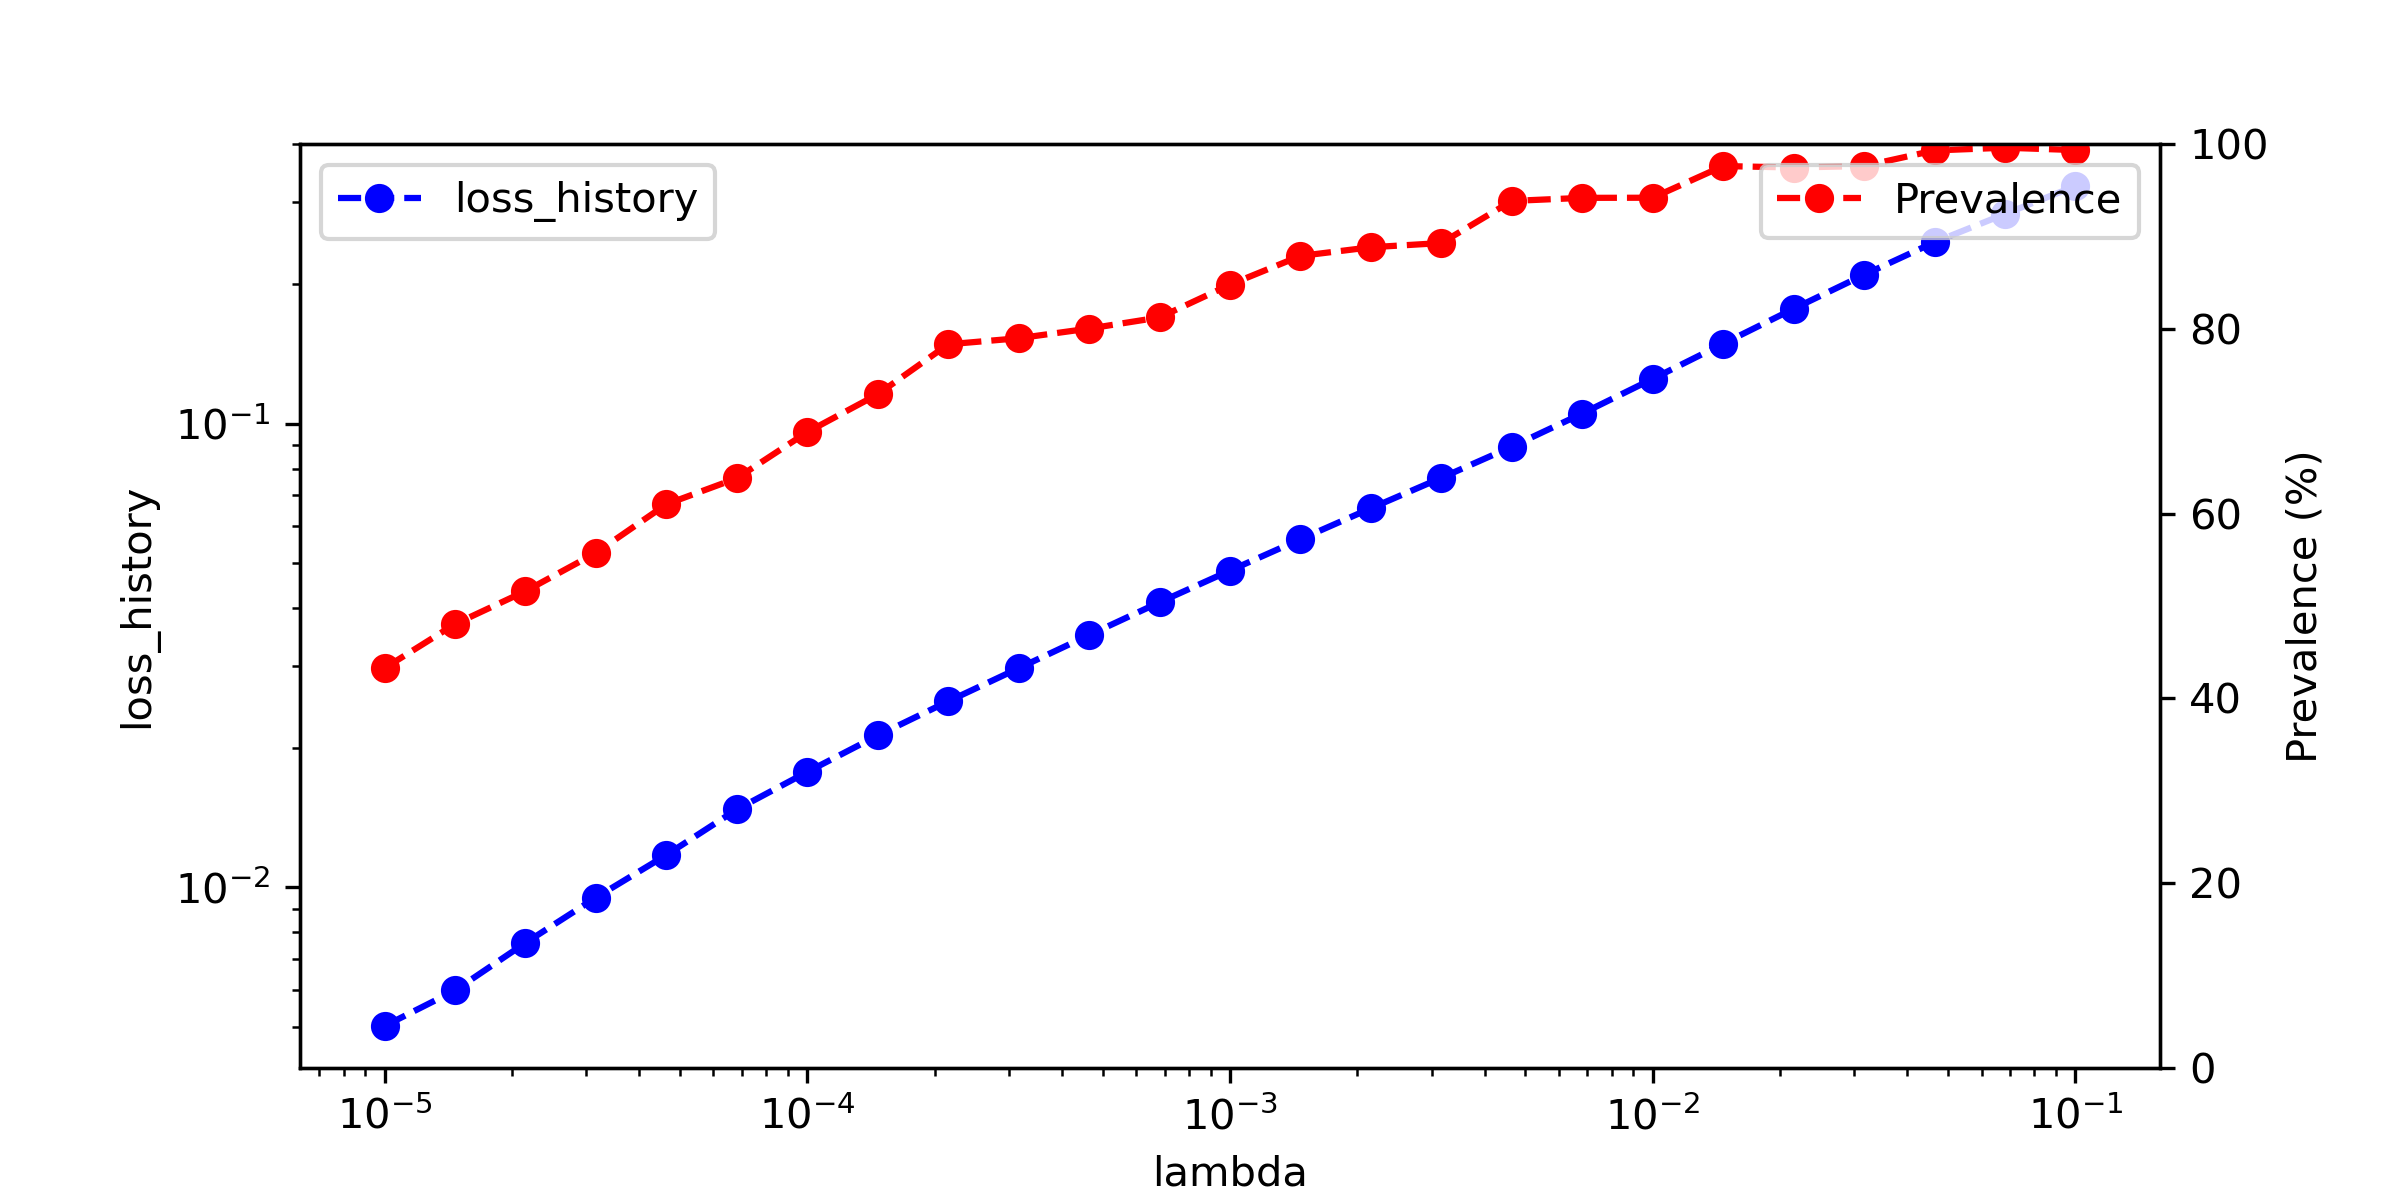 loss_history
Prevalence
100
80
60
40
20
0
10⁻¹
10⁻²
loss_history
Prevalence (%)
10⁻⁵
10⁻⁴
10⁻³
10⁻²
10⁻¹
lambda